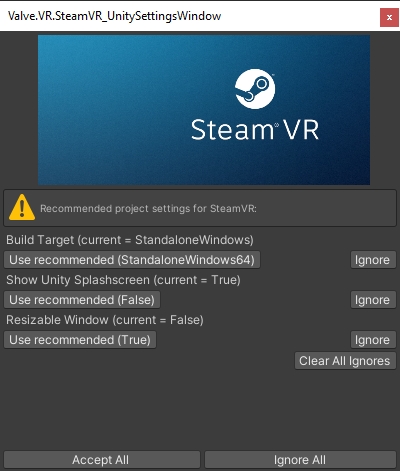 Valve.VR.SteamVR_UnitySettingsWindow
x
Steam®VR
Recommended project settings for SteamVR:
Build Target (current = StandaloneWindows)
Use recommended (StandaloneWindows64) Ignore
Show Unity Splashscreen (current = True)
Use recommended (False) Ignore
Resizable Window (current = False)
Use recommended (True) Ignore
Clear All Ignores
Accept All Ignore All